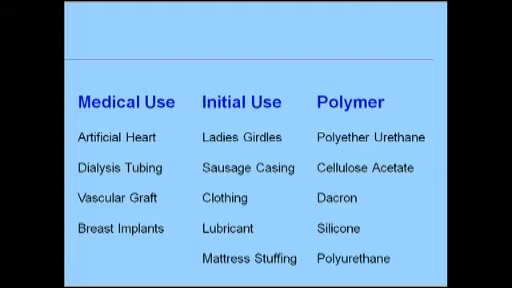 Medical Use Initial Use Polymer
Artificial Heart Ladies Girdles Polyether Urethane
Dialysis Tubing Sausage Casing Cellulose Acetate
Vascular Graft Clothing Dacron
Breast Implants Lubricant Silicone
Mattress Stuffing Polyurethane